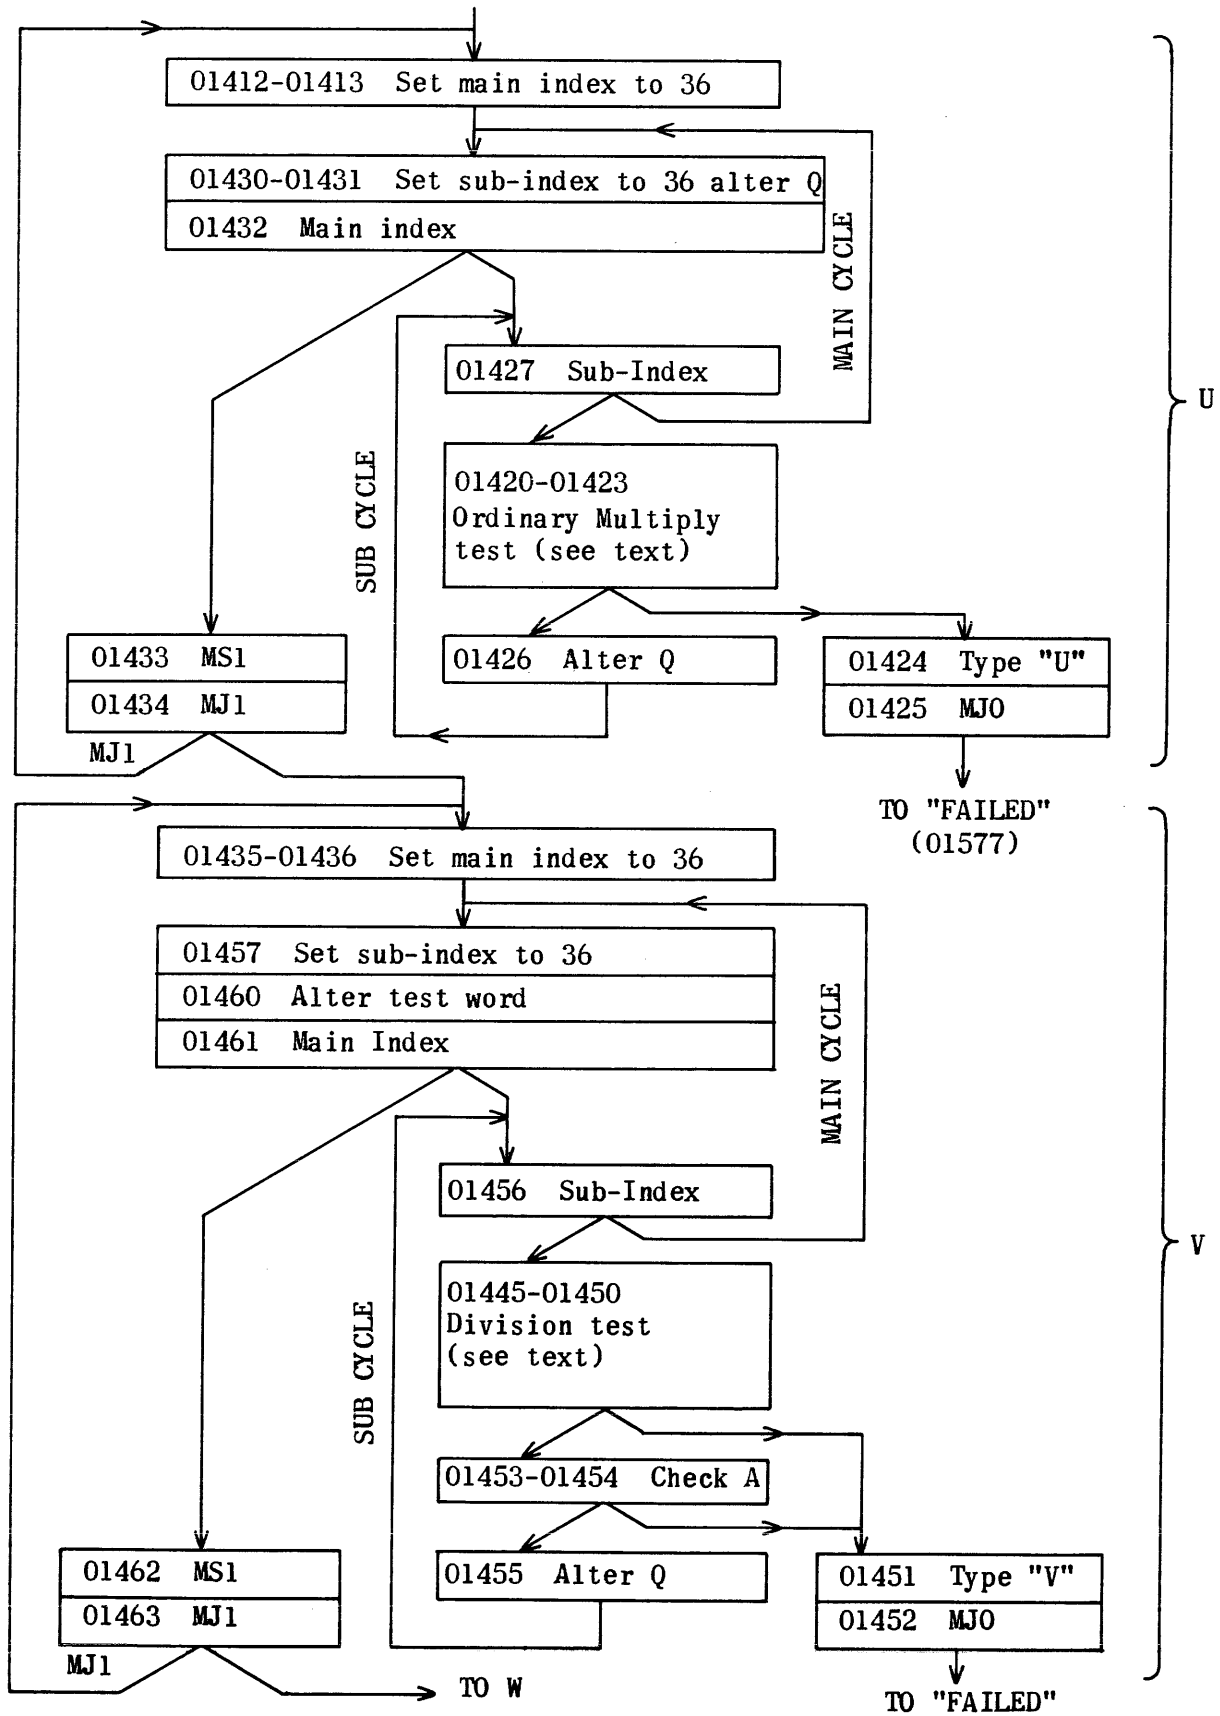 01412-01413 Set main index to 36
01430-01431 Set sub-index to 36 alter Q
01432 Main index
MAIN CYCLE
01427 Sub-Index
U
SUB CYCLE
01420-01423
Ordinary Multiply
test (see text)
01433 MS1
01434 MJ1
01426 Alter Q
01424 Type "U"
01425 MJO
MJ1
TO "FAILED"
(01577)
01435-01436 Set main index to 36
01457 Set sub-index to 36
01460 Alter test word
01461 Main Index
MAIN CYCLE
01456 Sub-Index
V
SUB CYCLE
01445-01450
Division test
(see text)
01453-01454 Check A
01462 MS1
01463 MJ1
01455 Alter Q
01451 Type "V"
01452 MJO
MJ1
TO W
TO "FAILED"